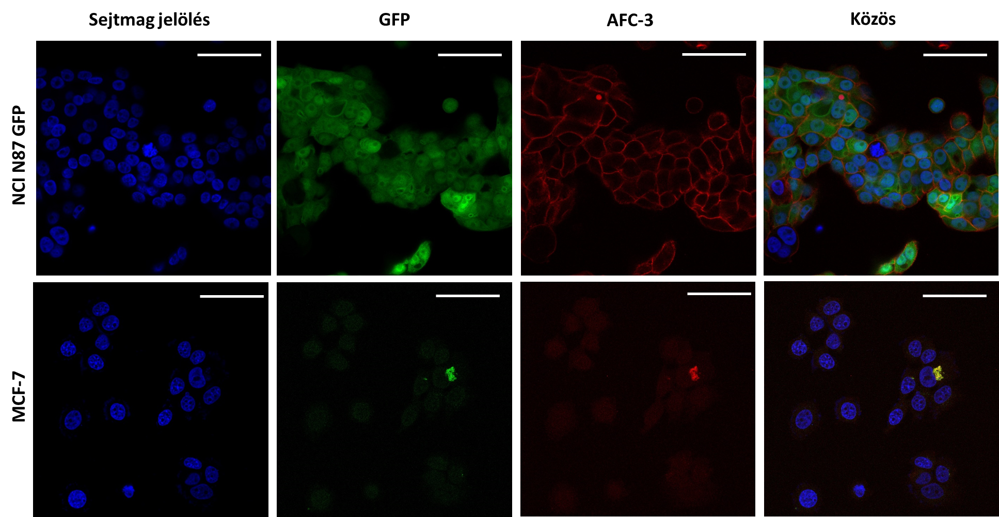 Sejtmag jelölés
GFP
AFC-3
Közös
NCI N87 GFP
MCF-7